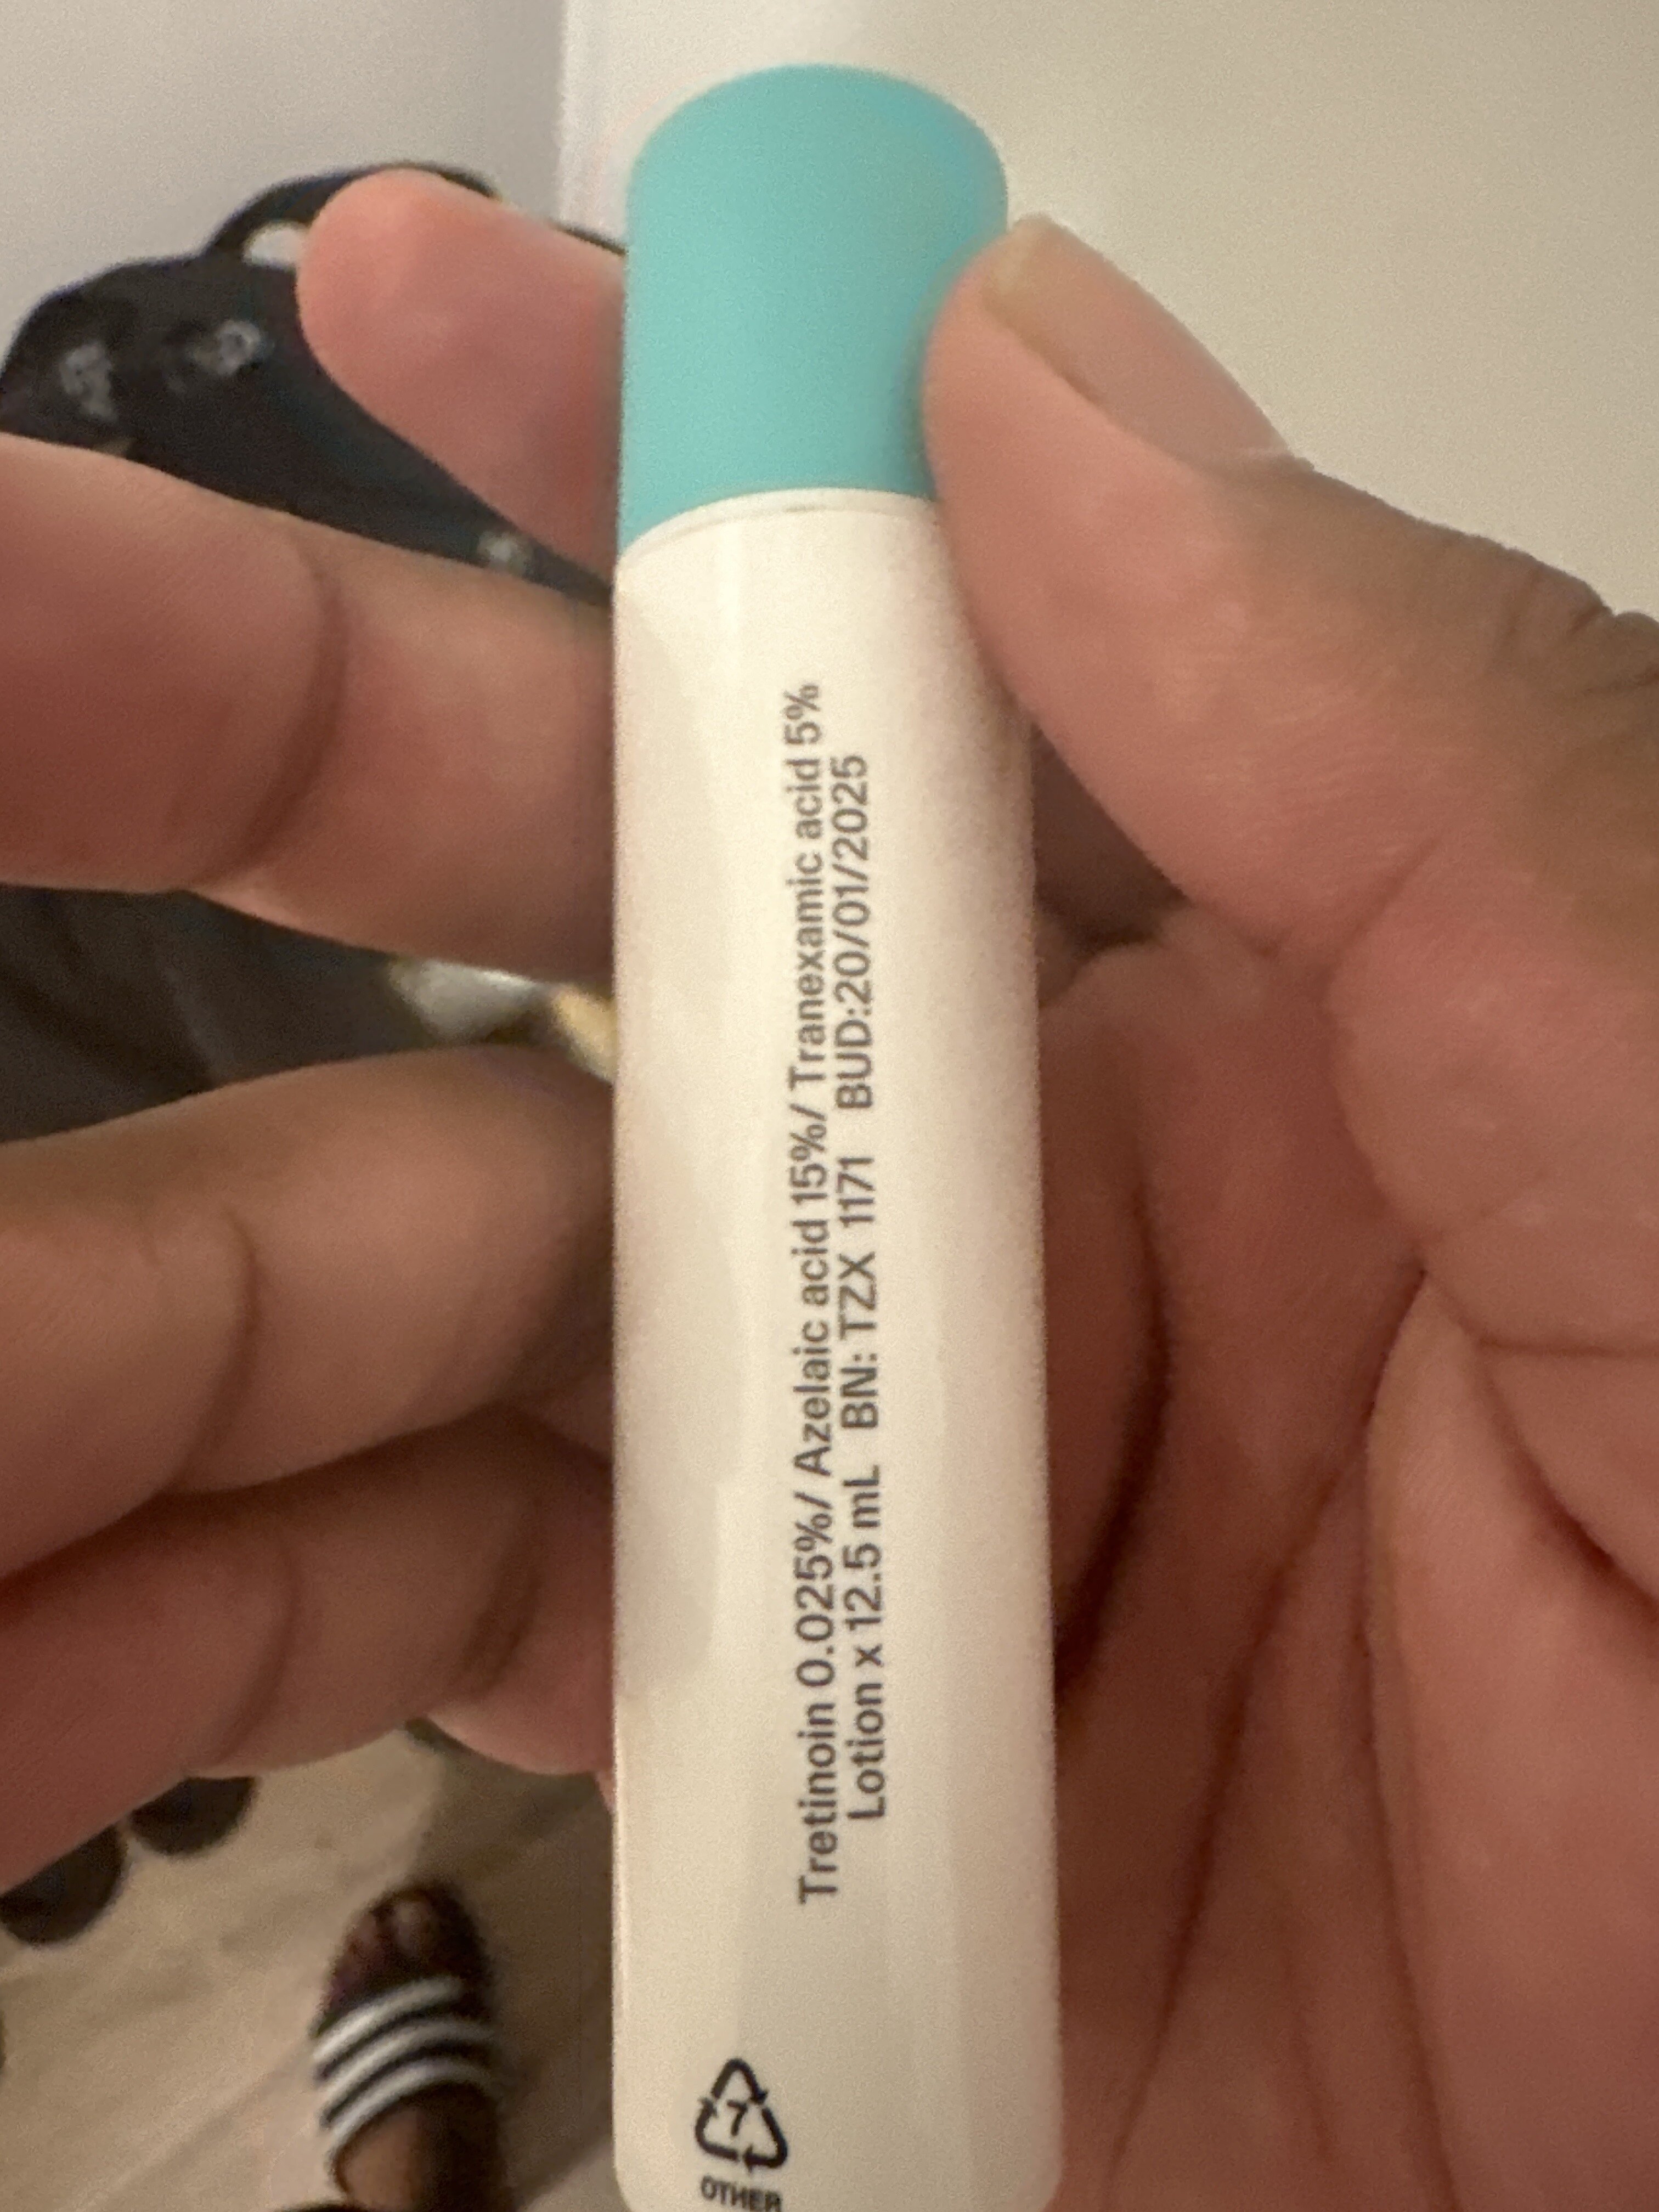 Tretinoin 0.025%/ Azelaic acid 15%/ Tranexamic acid 5%
Lotion x 12.5 mL BN: TZX 1171 BUD:20/01/2025
7
OTHER